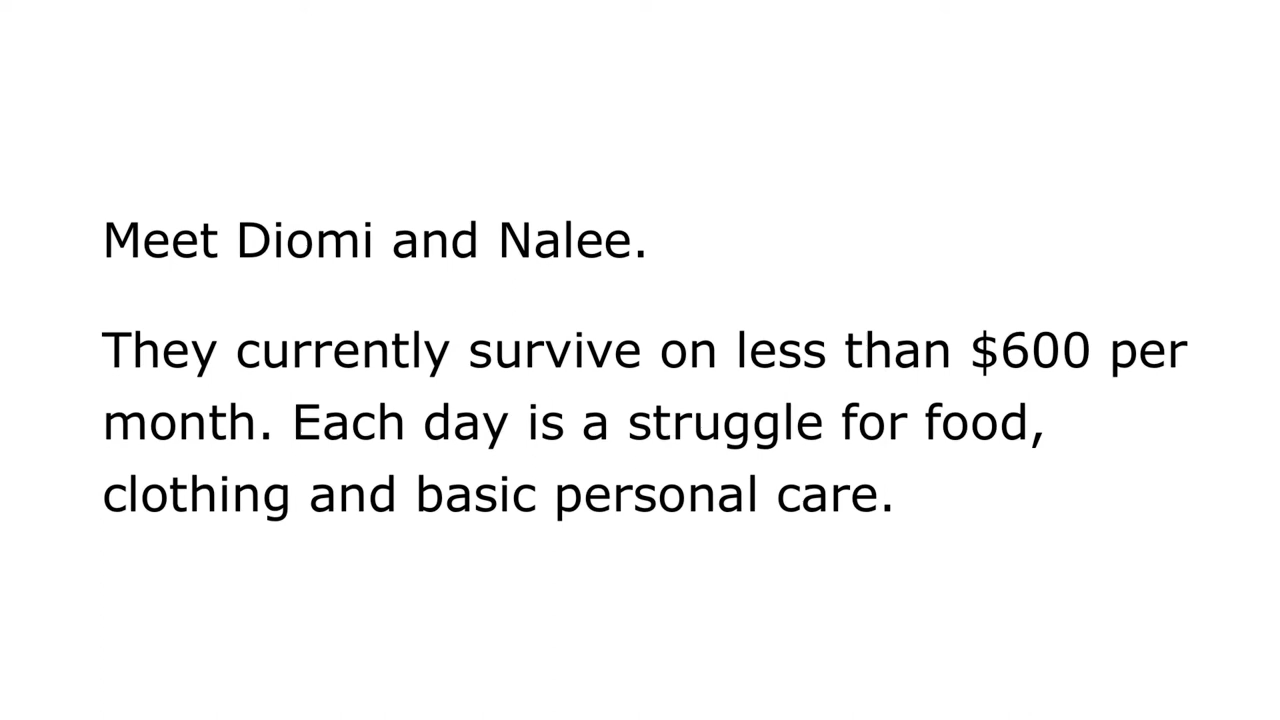 Meet Diomi and Nalee.
They currently survive on less than $600 per
month. Each day is a struggle for food,
clothing and basic personal care.